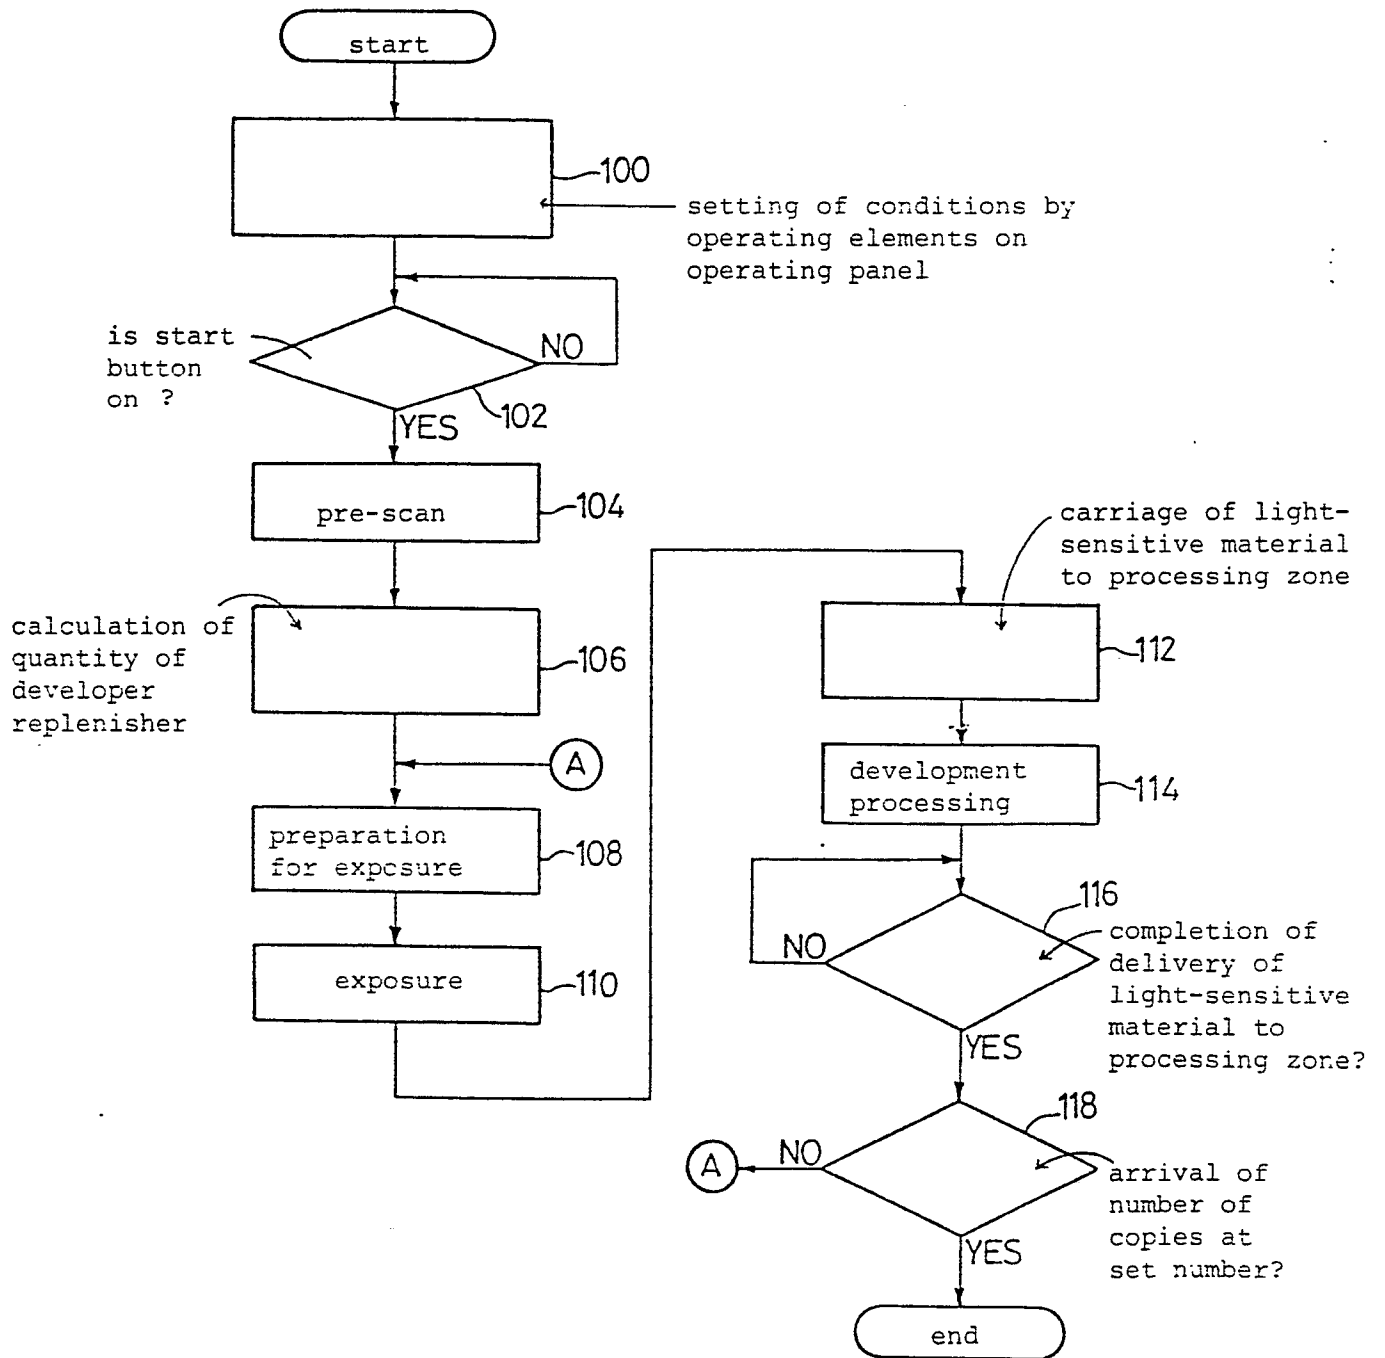 start
100
setting of conditions by
operating elements on
operating panel
is start
button
on ?
NO
102
YES
pre-scan
104
calculation of
quantity of
developer
replenisher
106
A
preparation
for exposure
108
exposure
110
carriage of light-
sensitive material
to processing zone
112
development
processing
114
116
NO
completion of
delivery of
light-sensitive
material to
processing zone?
YES
118
A
NO
arrival of
number of
copies at
set number?
YES
end